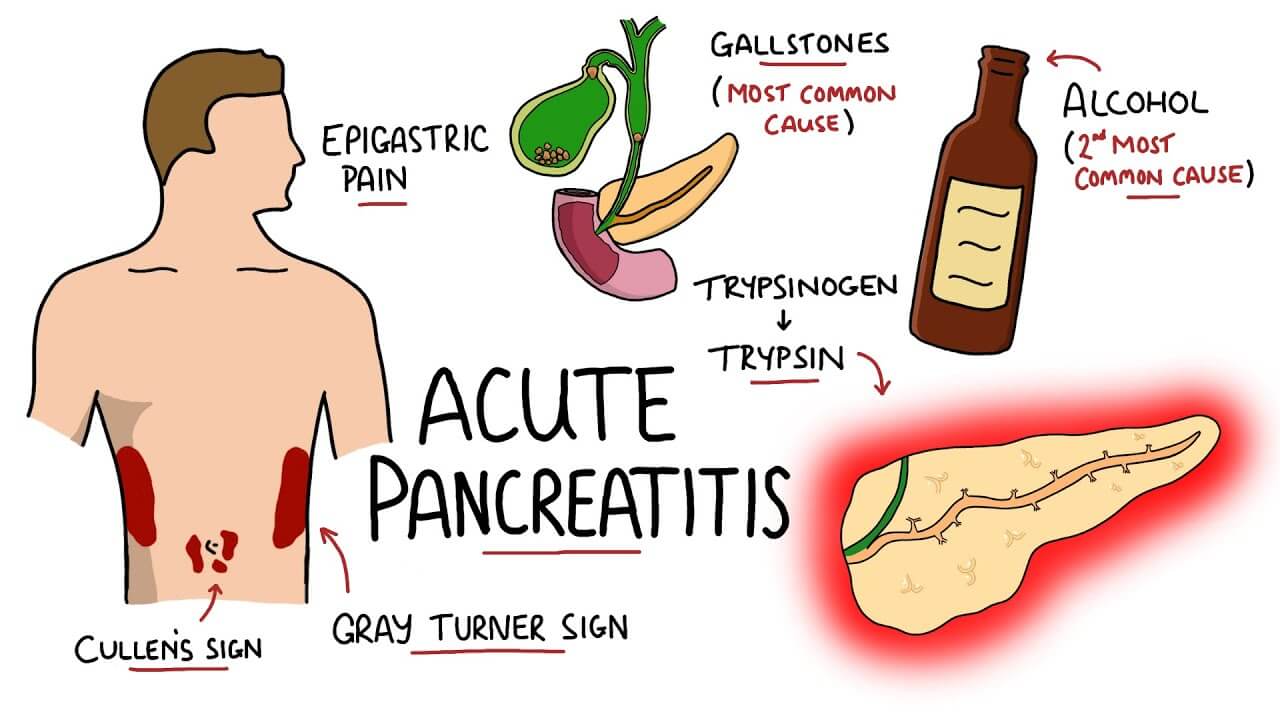 EPIGASTRIC
PAIN
GALLSTONES
(MOST COMMON
CAUSE)
ALCOHOL
(2nd MOST
COMMON CAUSE)
TRYPSINOGEN
↓
TRYPSIN
ACUTE
PANCREATITIS
CULLEN'S SIGN
GRAY TURNER SIGN